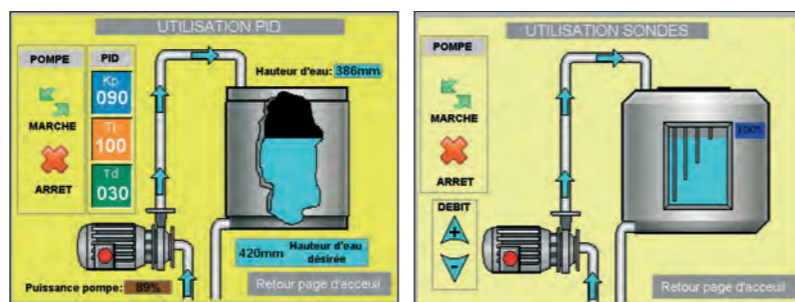 UTILISATION PID
POMPE
PID
Kp
090
MARCHE
Ti
100
ARRET
Td
030
Hauteur d'eau: 386mm
420mm Hauteur d'eau
désirée
Puissance pompe: 89%
Retour page d'acceuil
UTILISATION SONDES
POMPE
MARCHE
ARRET
100%
DEBIT
+
-
Retour page d'acceuil